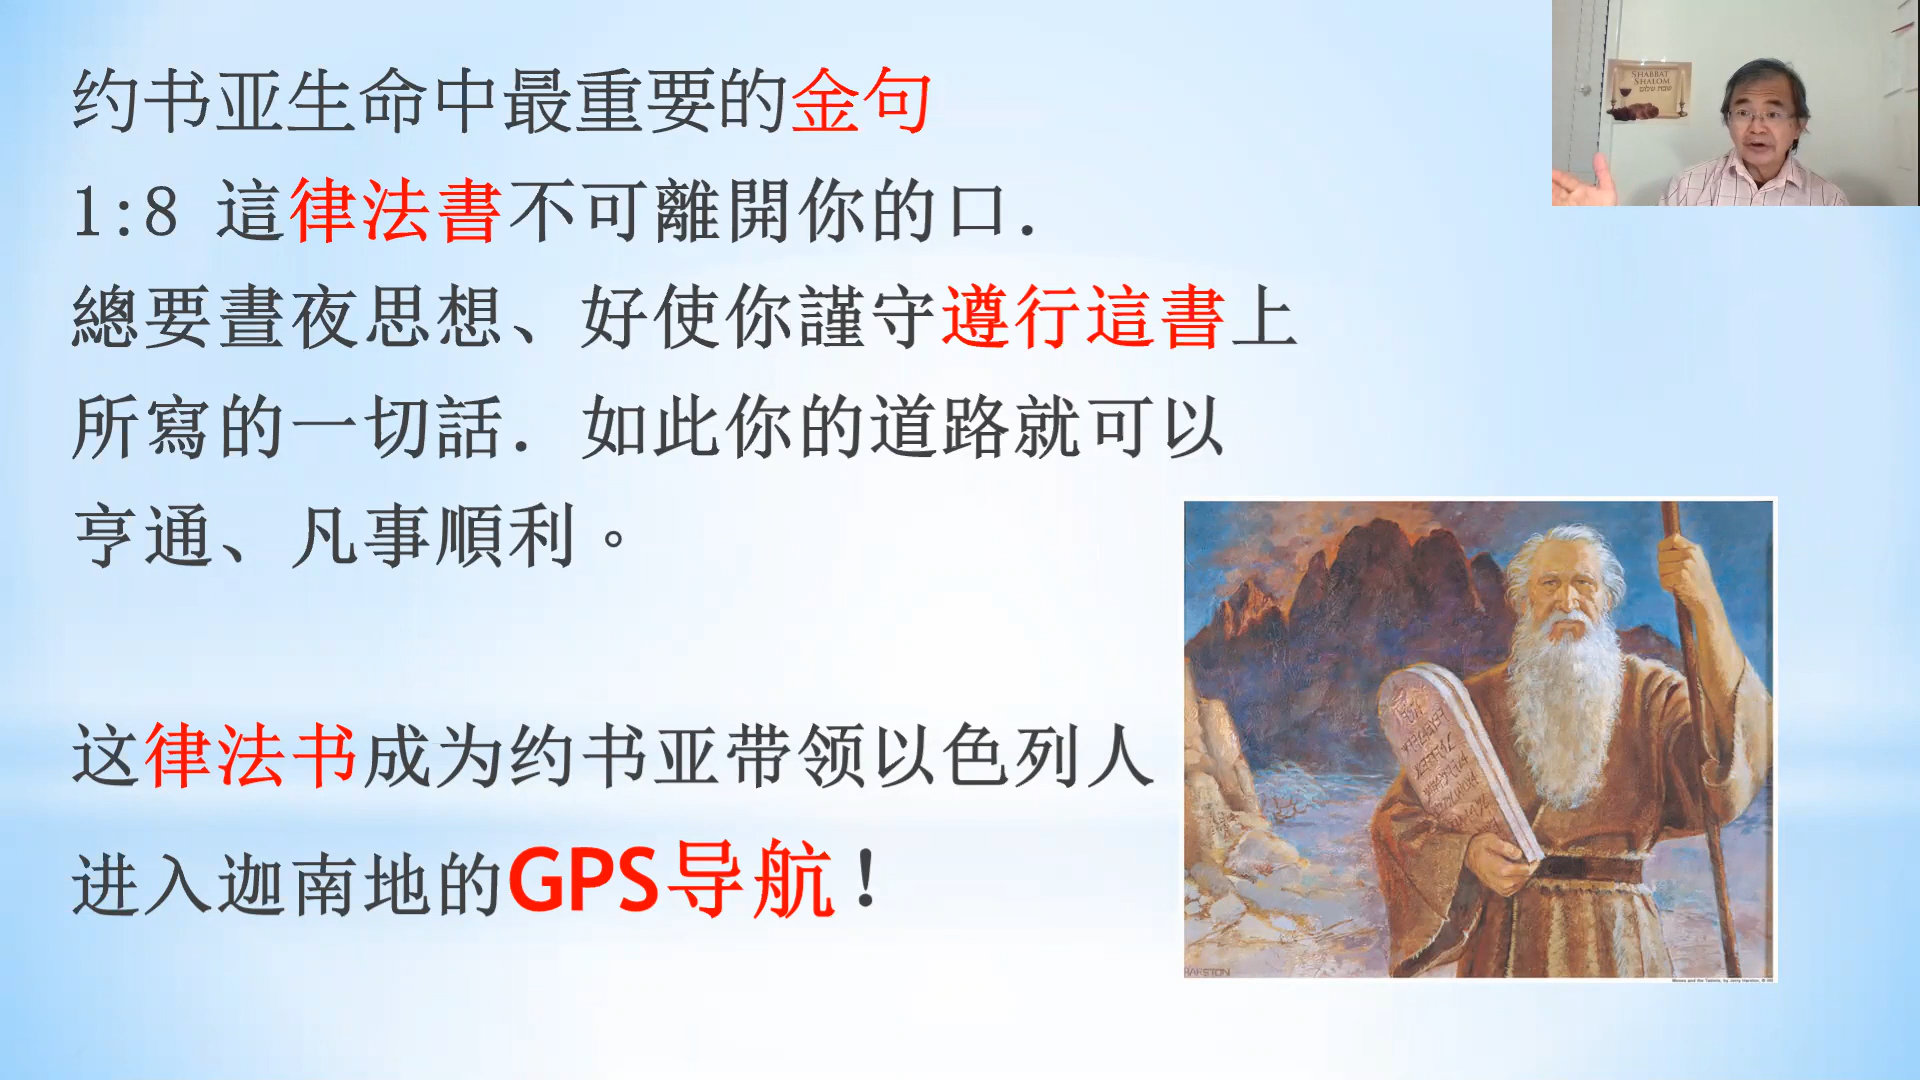 约书亚生命中最重要的金句
1:8 這律法書不可離開你的口.
總要晝夜思想、好使你謹守遵行這書上
所寫的一切話. 如此你的道路就可以
亨通、凡事順利。
这律法书成为约书亚带领以色列人
进入迦南地的GPS导航！
SHABBAT
SHALOM
שבת שלום